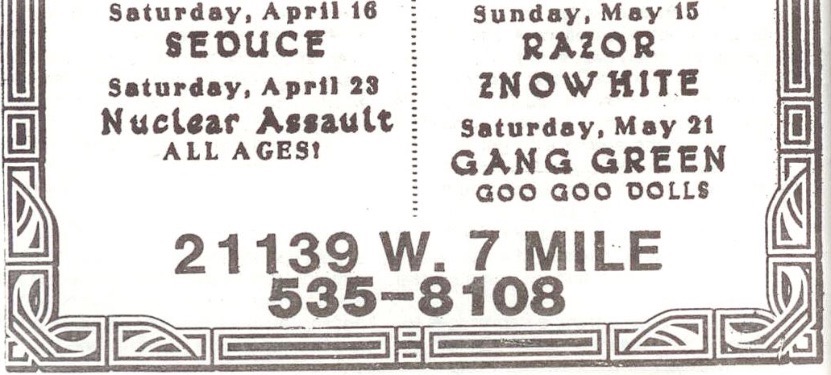 Saturday, April 16
SEDUCE
Saturday, April 23
Nuclear Assault
ALL AGES!
Sunday, May 15
RAZOR
ZNOWHITE
Saturday, May 21
GANG GREEN
GOO GOO DOLLS
21139 W. 7 MILE
535-8108